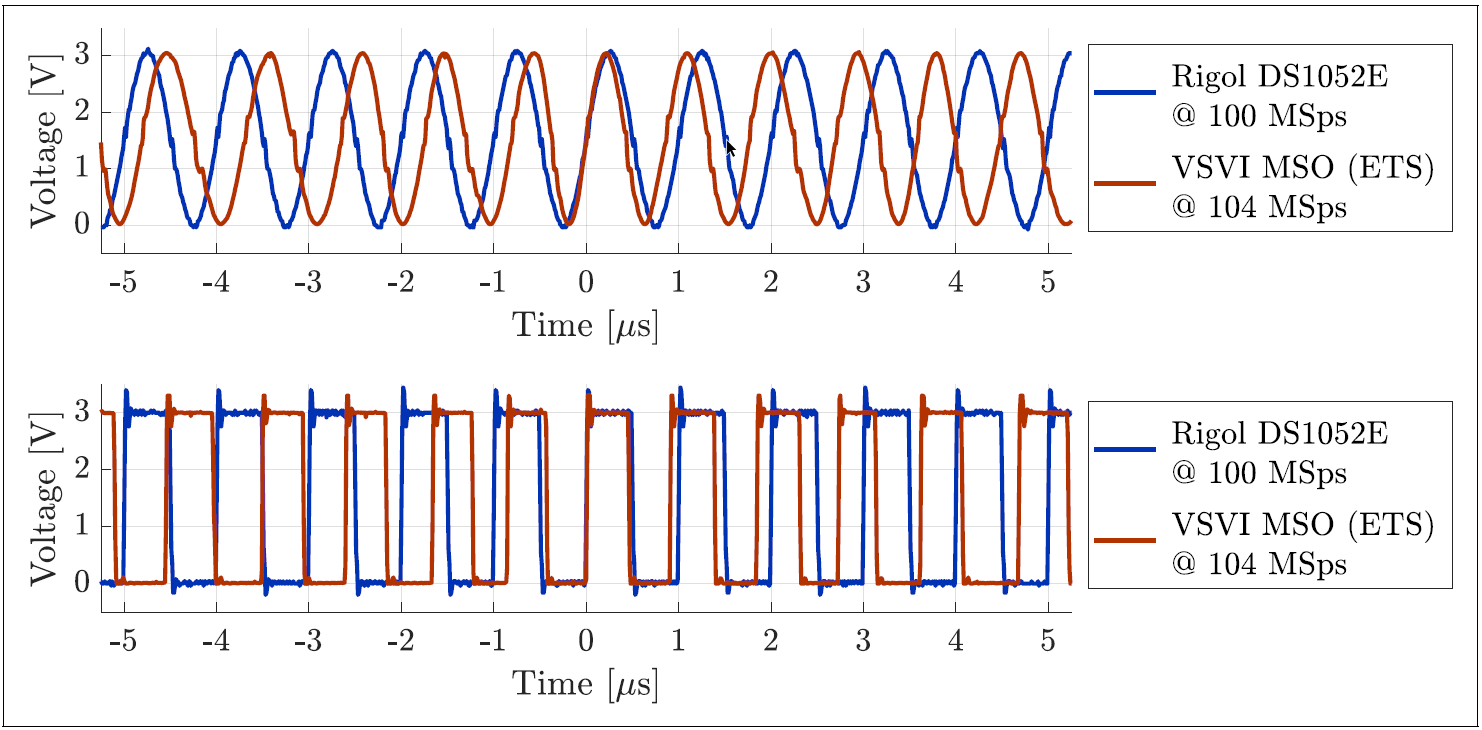 3
2
1
0
Voltage [V]
-5 -4 -3 -2 -1 0 1 2 3 4 5
Time [μs]
Rigol DS1052E
@ 100 MSps
VSVI MSO (ETS)
@ 104 MSps
3
2
1
0
Voltage [V]
-5 -4 -3 -2 -1 0 1 2 3 4 5
Time [μs]
Rigol DS1052E
@ 100 MSps
VSVI MSO (ETS)
@ 104 MSps